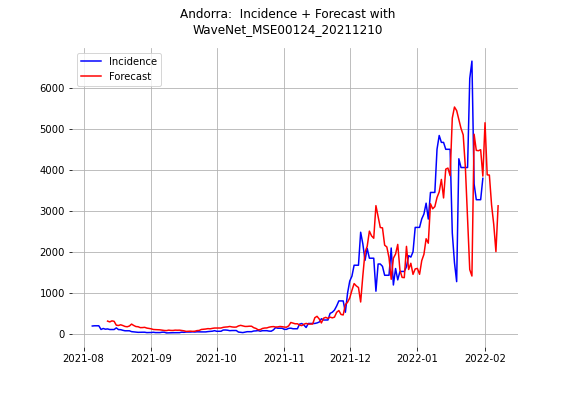 Andorra:  Incidence + Forecast with
WaveNet_MSE00124_20211210
Incidence
Forecast
6000
5000
4000
3000
2000
1000
0
2021-08 2021-09 2021-10 2021-11 2021-12 2022-01 2022-02